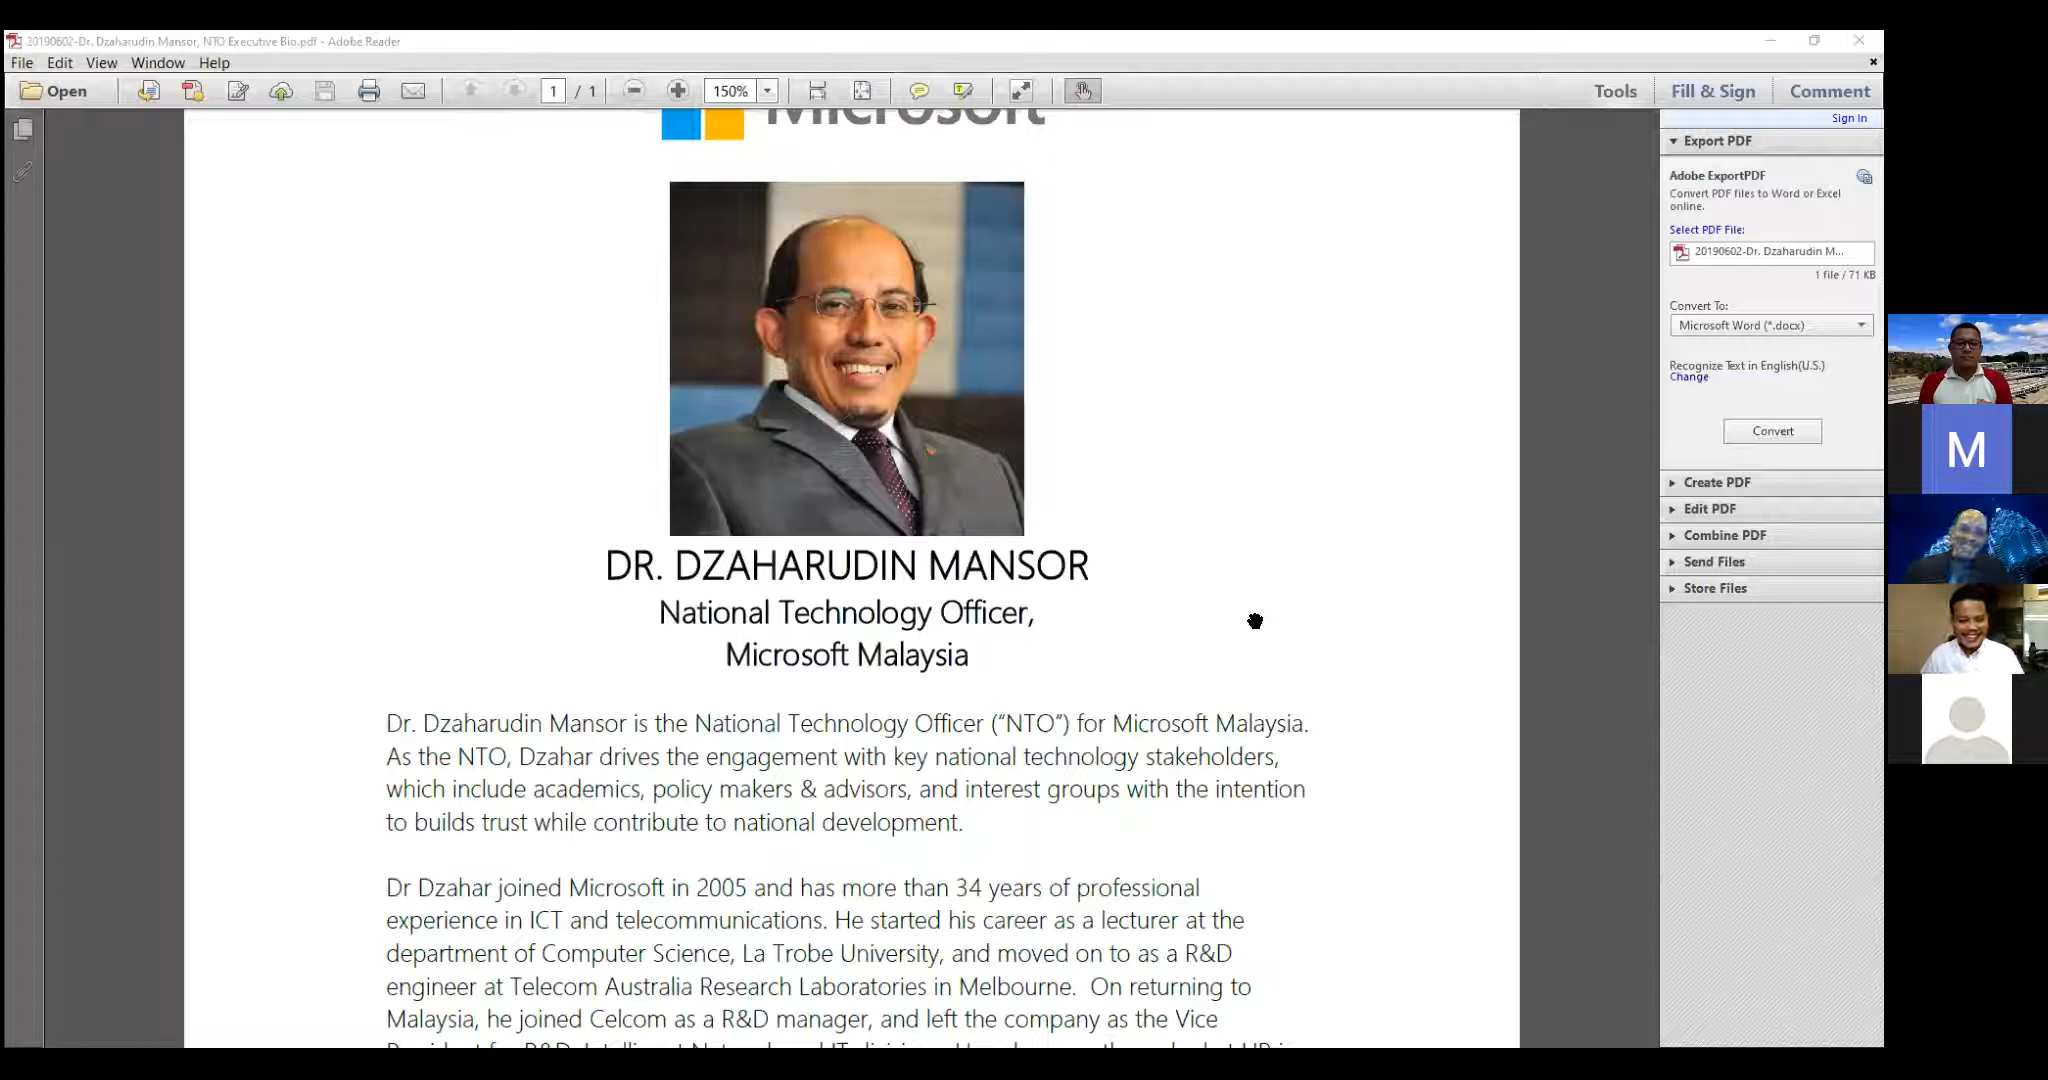 20190602-Dr. Dzaharudin Mansor, NTO Executive Bio.pdf - Adobe Reader
File Edit View Window Help
Open 1 / 1 150% Tools Fill & Sign Comment
Microsoft
Sign In
Export PDF
Adobe ExportPDF
Convert PDF files to Word or Excel
online.
Select PDF File:
20190602-Dr. Dzaharudin M...
1 file / 71 KB
Convert To:
Microsoft Word (*.docx)
Recognize Text in English(U.S.)
Change
Convert
Create PDF
Edit PDF
Combine PDF
Send Files
Store Files
M
DR. DZAHARUDIN MANSOR
National Technology Officer,
Microsoft Malaysia
Dr. Dzaharudin Mansor is the National Technology Officer (“NTO”) for Microsoft Malaysia.
As the NTO, Dzahar drives the engagement with key national technology stakeholders,
which include academics, policy makers & advisors, and interest groups with the intention
to builds trust while contribute to national development.
Dr Dzahar joined Microsoft in 2005 and has more than 34 years of professional
experience in ICT and telecommunications. He started his career as a lecturer at the
department of Computer Science, La Trobe University, and moved on to as a R&D
engineer at Telecom Australia Research Laboratories in Melbourne. On returning to
Malaysia, he joined Celcom as a R&D manager, and left the company as the Vice